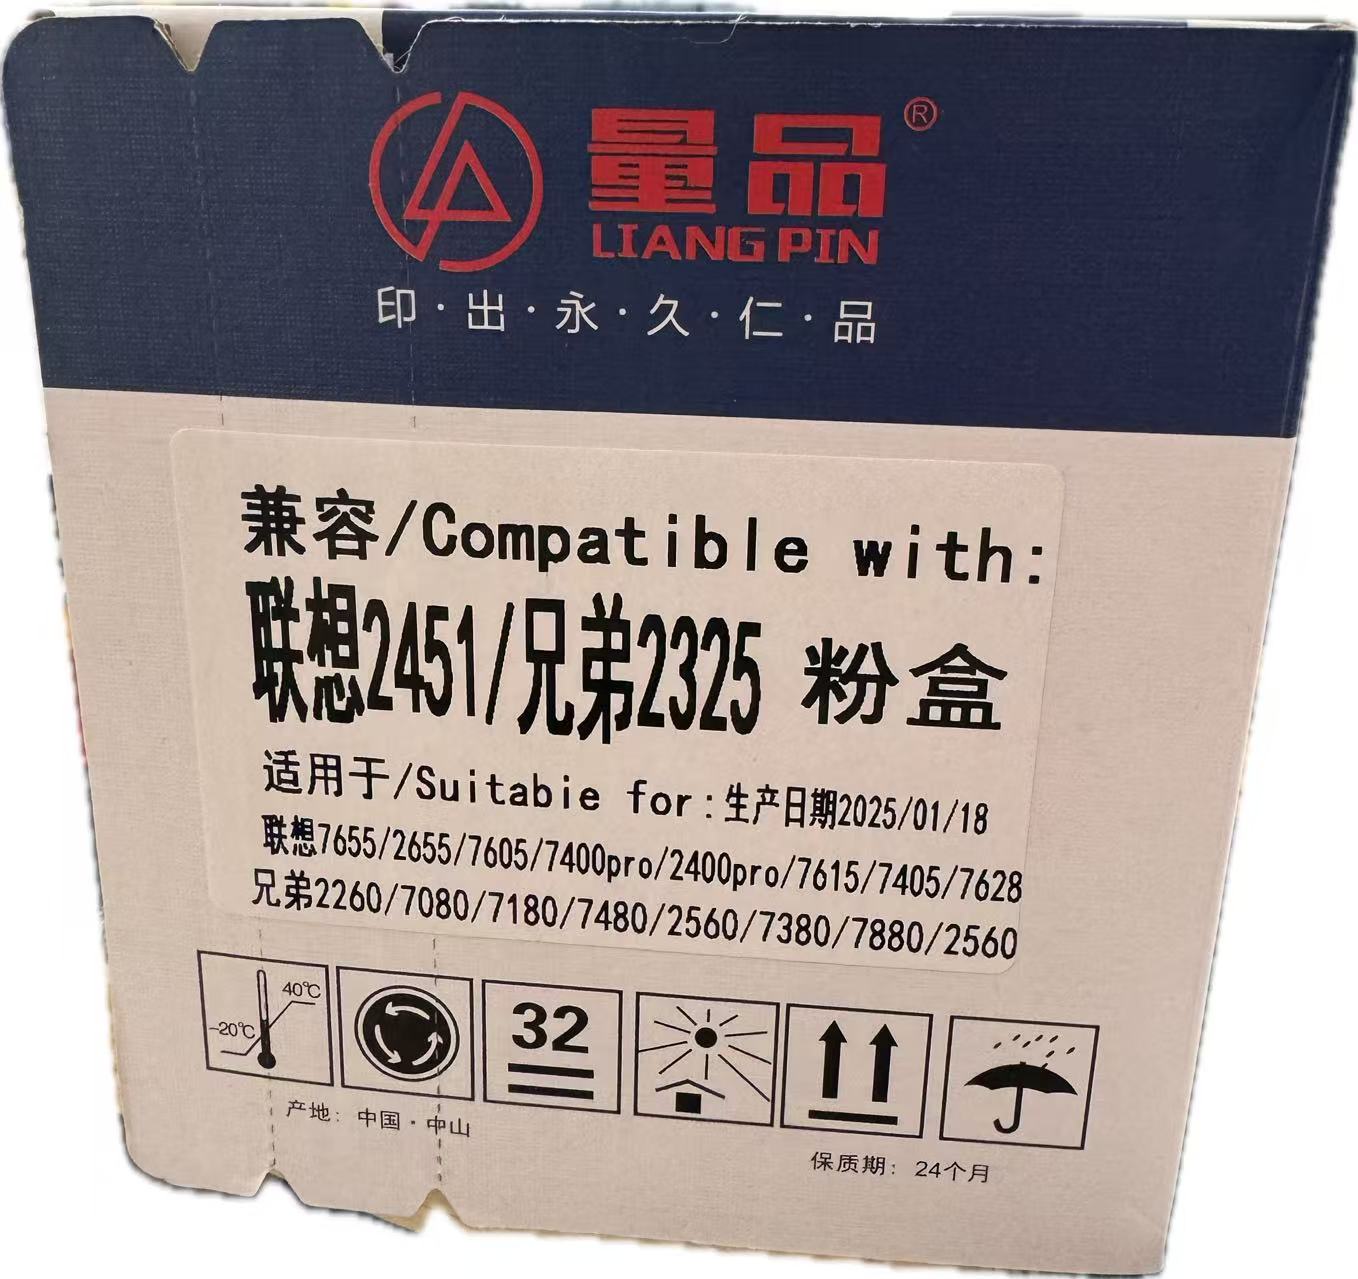 量品®
LIANG PIN
印·出·永·久·仁·品
兼容/Compatible with:
联想2451/兄弟2325 粉盒
适用于/Suitabie for:生产日期2025/01/18
联想7655/2655/7605/7400pro/2400pro/7615/7405/7628
兄弟2260/7080/7180/7480/2560/7380/7880/2560
40℃
-20℃
32
产地：中国·中山
保质期：24个月